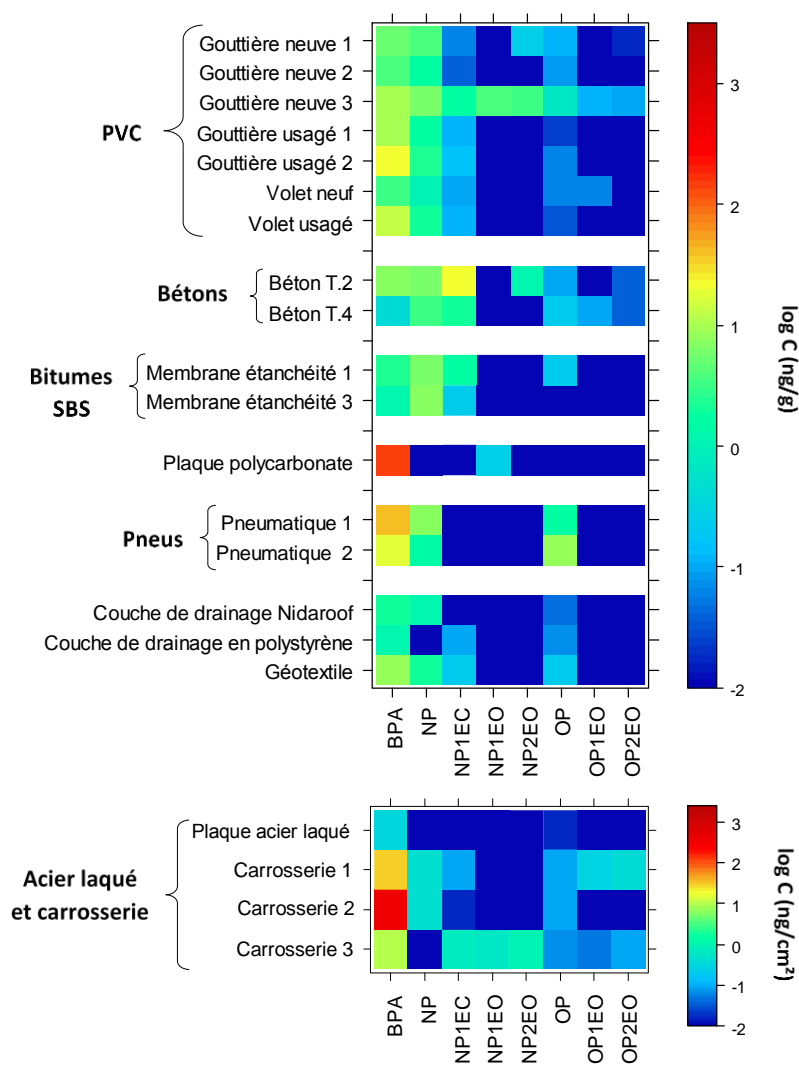 PVC
Gouttière neuve 1
Gouttière neuve 2
Gouttière neuve 3
Gouttière usagé 1
Gouttière usagé 2
Volet neuf
Volet usagé
Bétons
Béton T.2
Béton T.4
Bitumes
SBS
Membrane étanchéité 1
Membrane étanchéité 3
Plaque polycarbonate
Pneus
Pneumatique 1
Pneumatique 2
Couche de drainage Nidaroof
Couche de drainage en polystyrène
Géotextile
BPA
NP
NP1EC
NP1EO
NP2EO
OP
OP1EO
OP2EO
3
2
1
0
-1
-2
log C (ng/g)
Acier laqué
et carrosserie
Plaque acier laqué
Carrosserie 1
Carrosserie 2
Carrosserie 3
BPA
NP
NP1EC
NP1EO
NP2EO
OP
OP1EO
OP2EO
3
2
1
0
-1
-2
log C (ng/cm²)